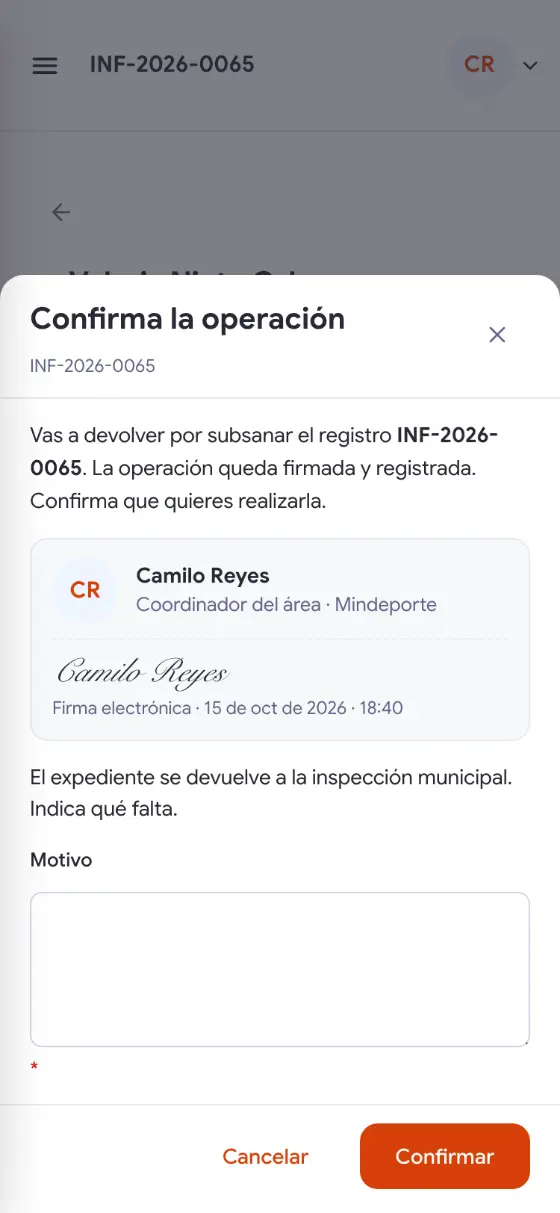 INF-2026-0065
CR
Confirma la operación
INF-2026-0065
Vas a devolver por subsanar el registro INF-2026-
0065. La operación queda firmada y registrada.
Confirma que quieres realizarla.
CR
Camilo Reyes
Coordinador del área · Mindeporte
Camilo Reyes
Firma electrónica · 15 de oct de 2026 · 18:40
El expediente se devuelve a la inspección municipal.
Indica qué falta.
Motivo
*
Cancelar
Confirmar